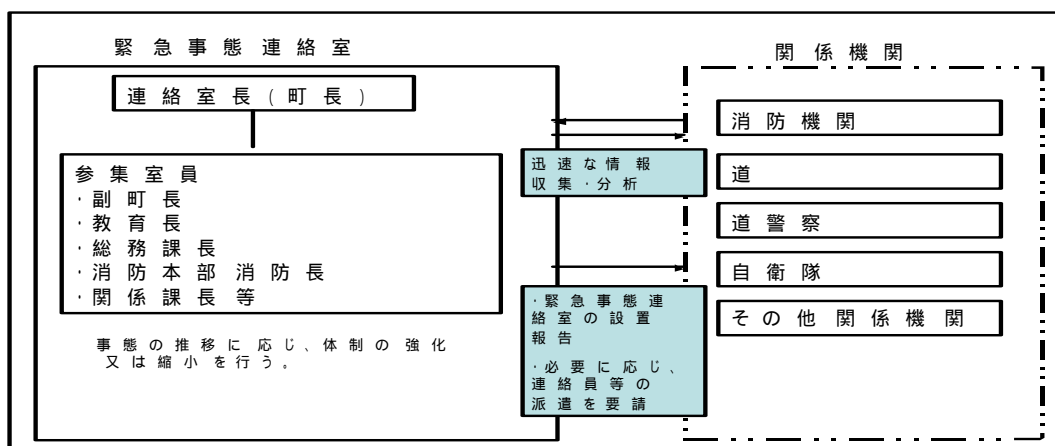 緊急事態連絡室
連絡室長(町長)
参集室員
・副町長
・教育長
・総務課長
・消防本部消防長
・関係課長等
事態の推移に応じ、体制の強化
又は縮小を行う。
迅速な情報
収集・分析
・緊急事態連
絡室の設置
報告
・必要に応じ、
連絡員等の
派遣を要請
関係機関
消防機関
道
道警察
自衛隊
その他関係機関